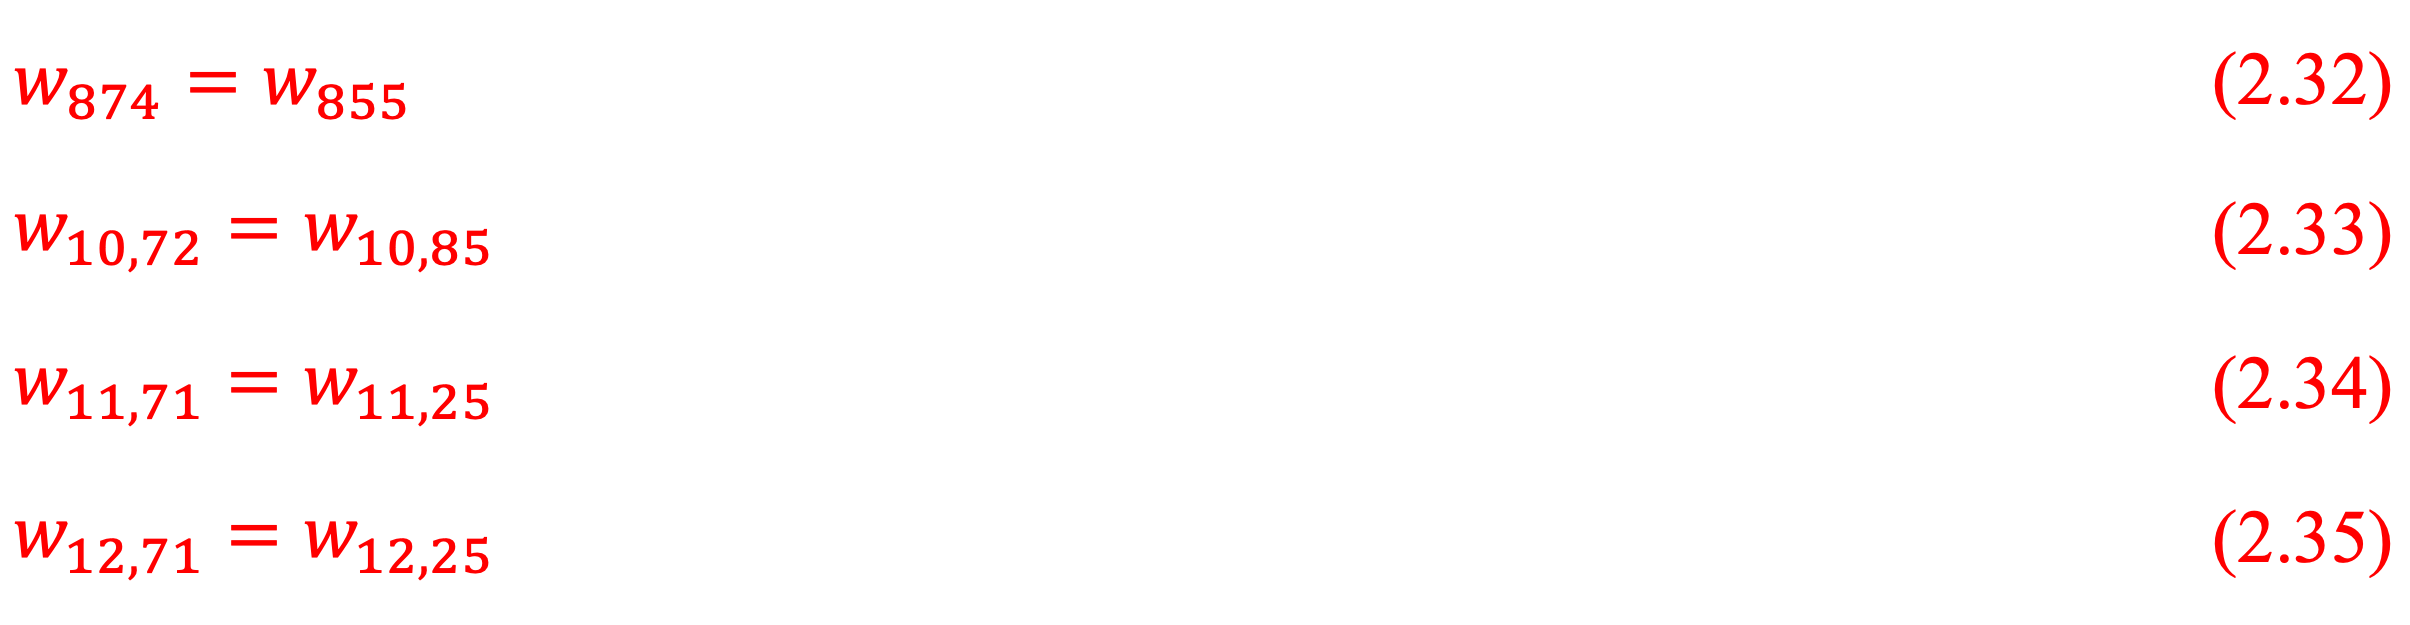 w₈₇₄ = w₈₅₅ (2.32)
w₁₀,₇₂ = w₁₀,₈₅ (2.33)
w₁₁,₇₁ = w₁₁,₂₅ (2.34)
w₁₂,₇₁ = w₁₂,₂₅ (2.35)